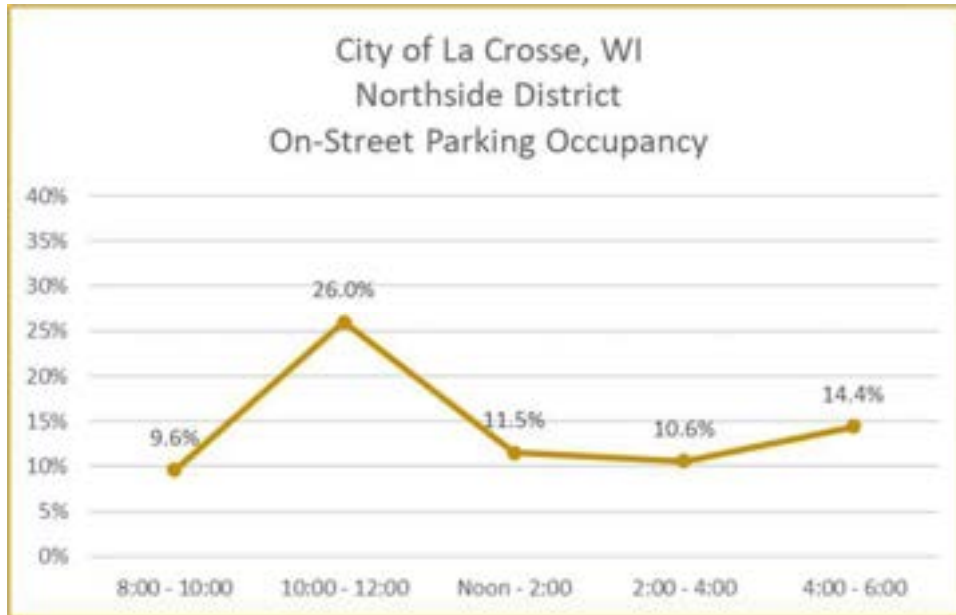 City of La Crosse, WI
Northside District
On-Street Parking Occupancy
40%
35%
30%
25%
20%
15%
10%
5%
0%
9.6%
26.0%
11.5%
10.6%
14.4%
8:00 - 10:00
10:00 - 12:00
Noon - 2:00
2:00 - 4:00
4:00 - 6:00